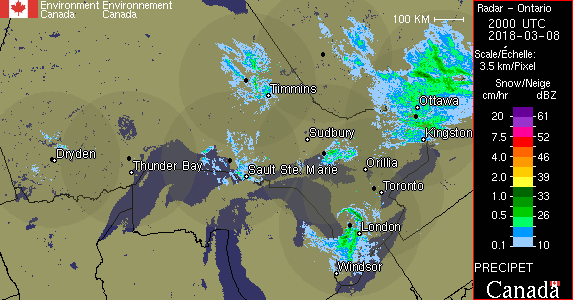 Environment Environnement
Canada Canada
100 KM
Timmins
Ottawa
Sudbury
Kingston
Dryden
Thunder Bay
Sault Ste. Marie
Orillia
Toronto
London
Windsor
Radar - Ontario
2000 UTC
2018-03-08
Scale/Échelle:
3.5 km/Pixel
Snow/Neige
cm/hr dBZ
20 61
7.5 52
4.0 46
2.0 39
1.0 33
0.5 26
0.1 10
PRECIPET
Canada